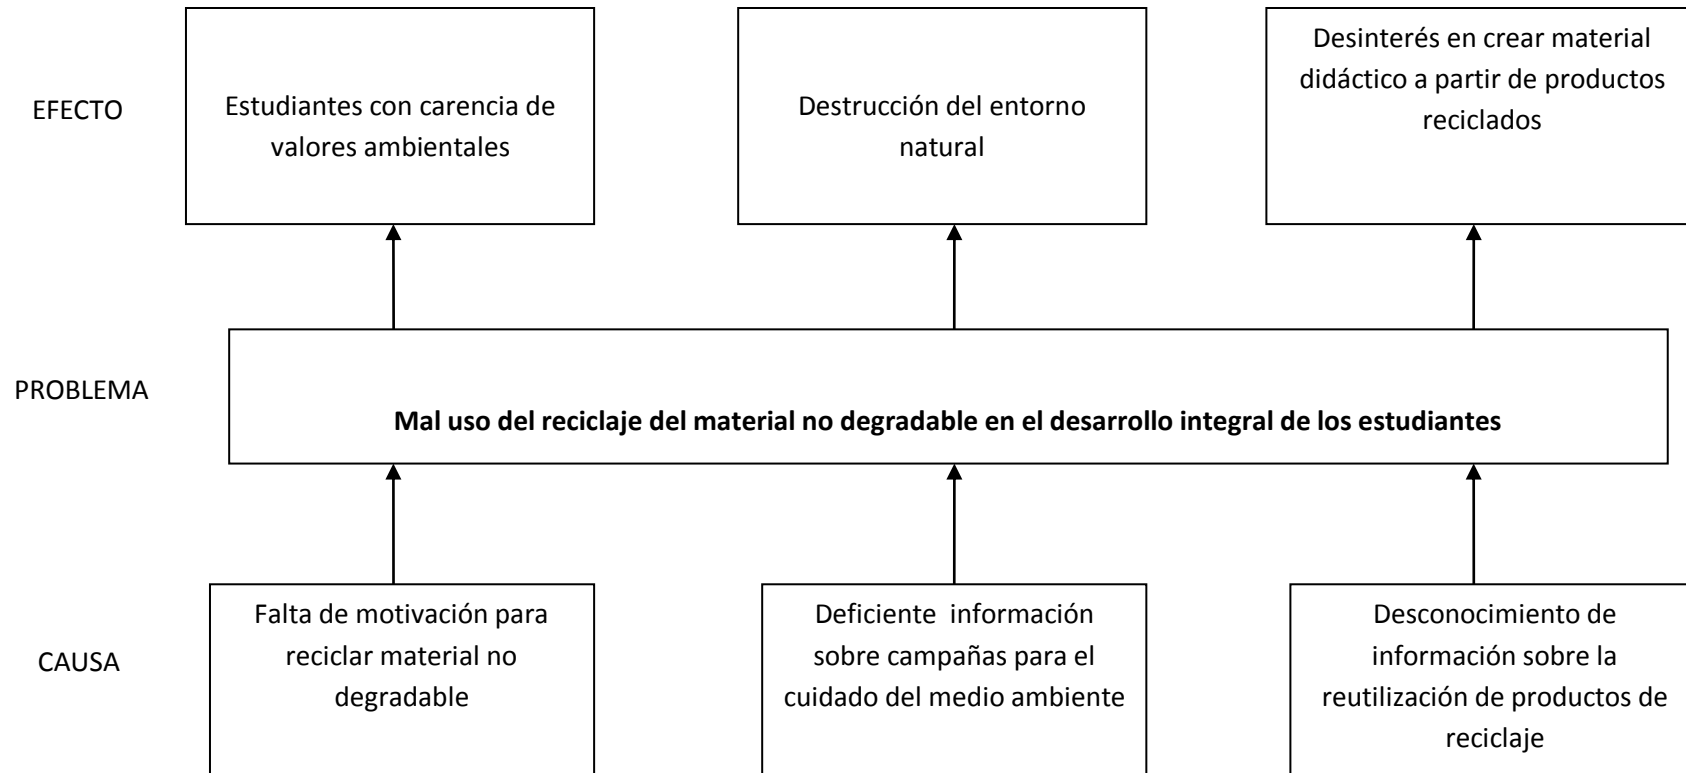 EFECTO
Estudiantes con carencia de
valores ambientales
Destrucción del entorno
natural
Desinterés en crear material
didáctico a partir de productos
reciclados
PROBLEMA
Mal uso del reciclaje del material no degradable en el desarrollo integral de los estudiantes
CAUSA
Falta de motivación para
reciclar material no
degradable
Deficiente  información
sobre campañas para el
cuidado del medio ambiente
Desconocimiento de
información sobre la
reutilización de productos de
reciclaje